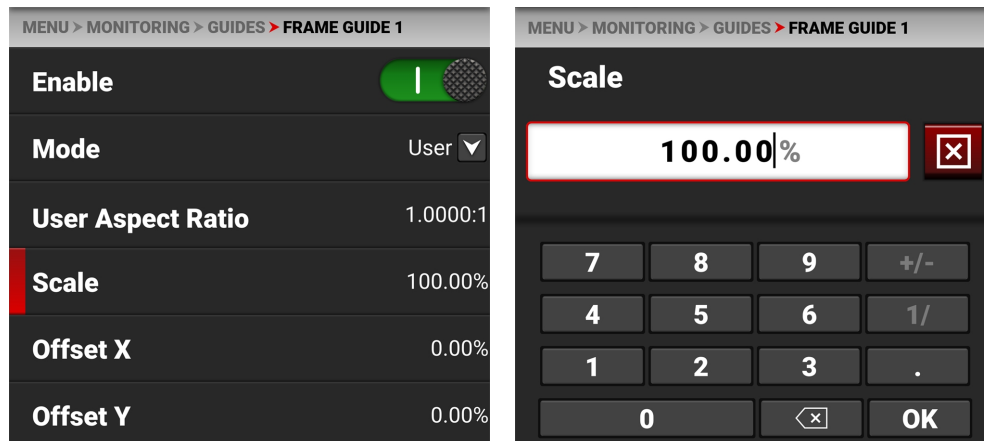 MENU > MONITORING > GUIDES > FRAME GUIDE 1
Enable
Mode User
User Aspect Ratio 1.0000:1
Scale 100.00%
Offset X 0.00%
Offset Y 0.00%
MENU > MONITORING > GUIDES > FRAME GUIDE 1
Scale
100.00%
7 8 9 +/-
4 5 6 1/
1 2 3 .
0 OK